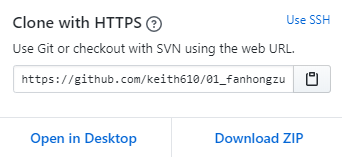 Clone with HTTPS ?
Use SSH
Use Git or checkout with SVN using the web URL.
https://github.com/keith610/01_fanhongzu
Open in Desktop
Download ZIP